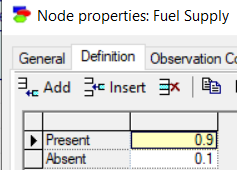 Node properties: Fuel Supply
General Definition Observation Co
Add Insert
Present 0.9
Absent 0.1